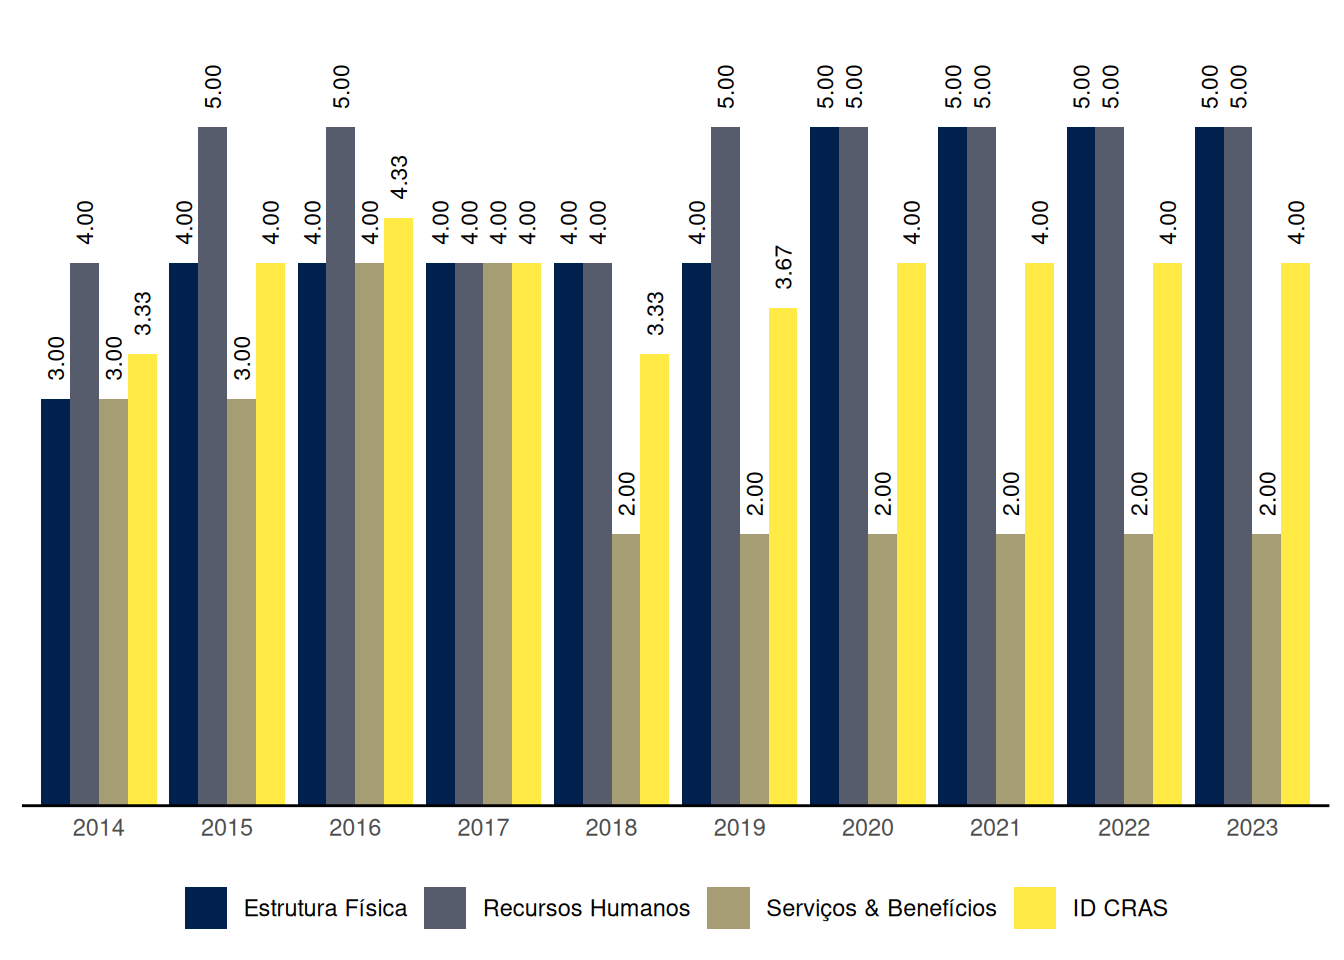 3.00 4.00 3.00 3.33 4.00 5.00 3.00 4.00 4.00 5.00 4.00 4.33 4.00 4.00 4.00 4.00 4.00 4.00 2.00 3.33 4.00 5.00 2.00 3.67 5.00 5.00 2.00 4.00 5.00 5.00 2.00 4.00 5.00 5.00 2.00 4.00 5.00 5.00 2.00 4.00
2014 2015 2016 2017 2018 2019 2020 2021 2022 2023
Estrutura Física Recursos Humanos Serviços & Benefícios ID CRAS